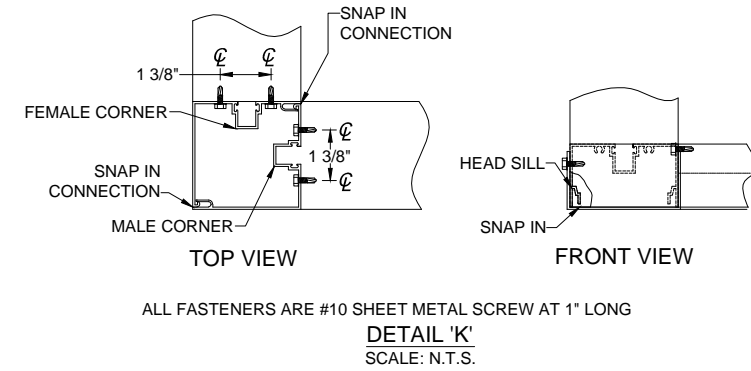 SNAP IN
CONNECTION
℄ ℄
1 3/8"
FEMALE CORNER
℄
1 3/8"
℄
SNAP IN
CONNECTION
MALE CORNER
TOP VIEW
HEAD SILL
SNAP IN
FRONT VIEW
ALL FASTENERS ARE #10 SHEET METAL SCREW AT 1" LONG
DETAIL 'K'
SCALE: N.T.S.